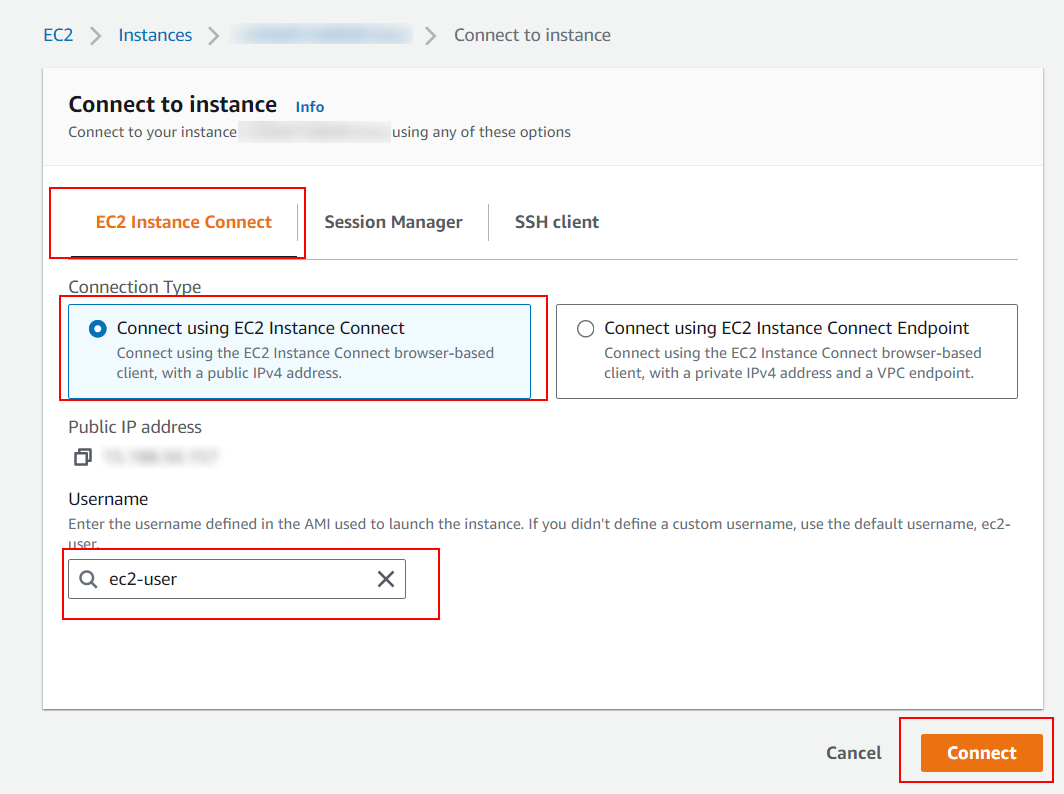 EC2 Instances Connect to instance
Connect to instance Info
Connect to your instance using any of these options
EC2 Instance Connect Session Manager SSH client
Connection Type
Connect using EC2 Instance Connect
Connect using the EC2 Instance Connect browser-based
client, with a public IPv4 address.
Connect using EC2 Instance Connect Endpoint
Connect using the EC2 Instance Connect browser-based
client, with a private IPv4 address and a VPC endpoint.
Public IP address
Username
Enter the username defined in the AMI used to launch the instance. If you didn't define a custom username, use the default username, ec2-
user.
ec2-user
Cancel Connect